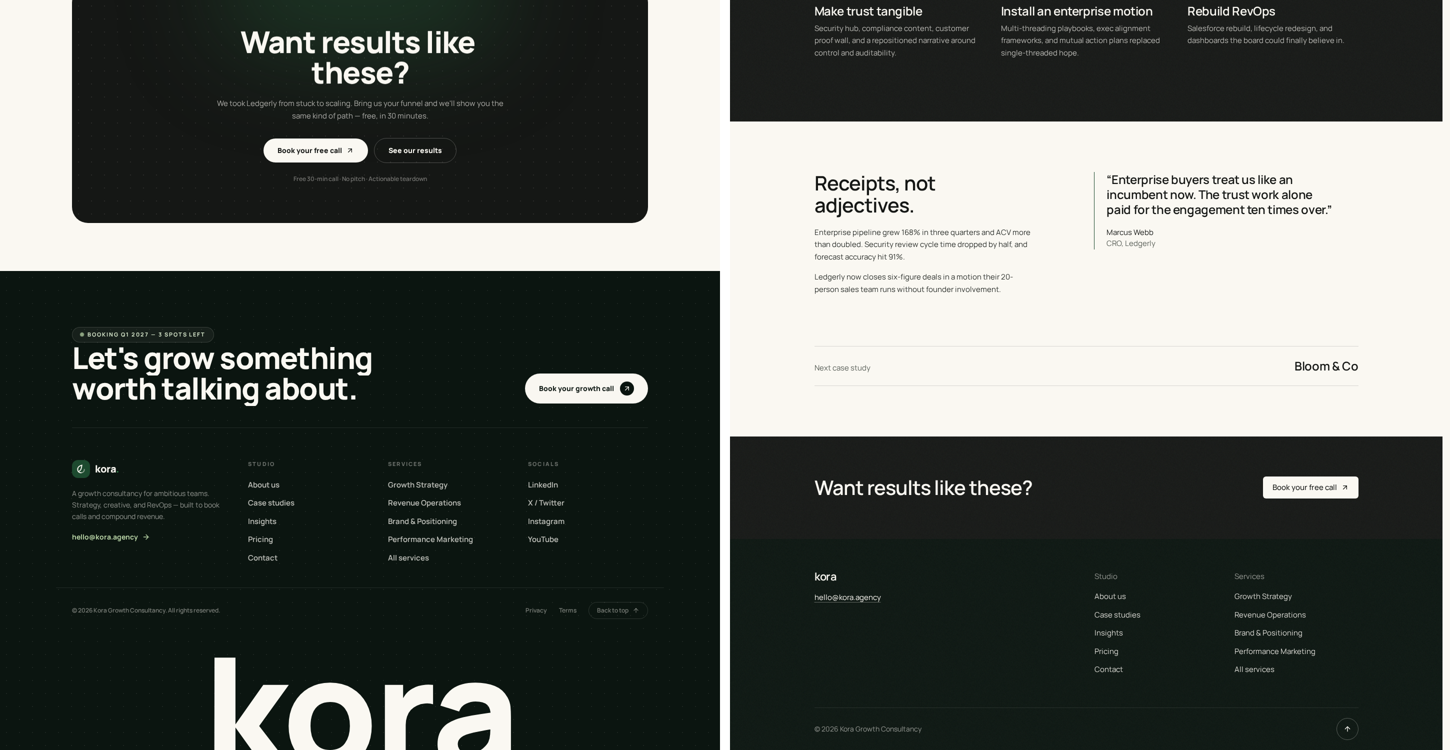 Want results like
these?
We took Ledgerly from stuck to scaling. Bring us your funnel and we'll show you the
same kind of path — free, in 30 minutes.
Book your free call
See our results
Free 30-min call · No pitch · Actionable teardown
BOOKING Q1 2027 — 3 SPOTS LEFT
Let's grow something
worth talking about.
Book your growth call
kora.
A growth consultancy for ambitious teams.
Strategy, creative, and RevOps — built to book
calls and compound revenue.
hello@kora.agency
STUDIO
About us
Case studies
Insights
Pricing
Contact
SERVICES
Growth Strategy
Revenue Operations
Brand & Positioning
Performance Marketing
All services
SOCIALS
LinkedIn
X / Twitter
Instagram
YouTube
© 2026 Kora Growth Consultancy. All rights reserved.
Privacy
Terms
Back to top
kora
Make trust tangible
Security hub, compliance content, customer
proof wall, and a repositioned narrative around
control and auditability.
Install an enterprise motion
Multi-threading playbooks, exec alignment
frameworks, and mutual action plans replaced
single-threaded hope.
Rebuild RevOps
Salesforce rebuild, lifecycle redesign, and
dashboards the board could finally believe in.
Receipts, not
adjectives.
Enterprise pipeline grew 168% in three quarters and ACV more
than doubled. Security review cycle time dropped by half, and
forecast accuracy hit 91%.
Ledgerly now closes six-figure deals in a motion their 20-
person sales team runs without founder involvement.
“Enterprise buyers treat us like an
incumbent now. The trust work alone
paid for the engagement ten times over.”
Marcus Webb
CRO, Ledgerly
Next case study
Bloom & Co
Want results like these?
Book your free call
kora
hello@kora.agency
Studio
About us
Case studies
Insights
Pricing
Contact
Services
Growth Strategy
Revenue Operations
Brand & Positioning
Performance Marketing
All services
© 2026 Kora Growth Consultancy